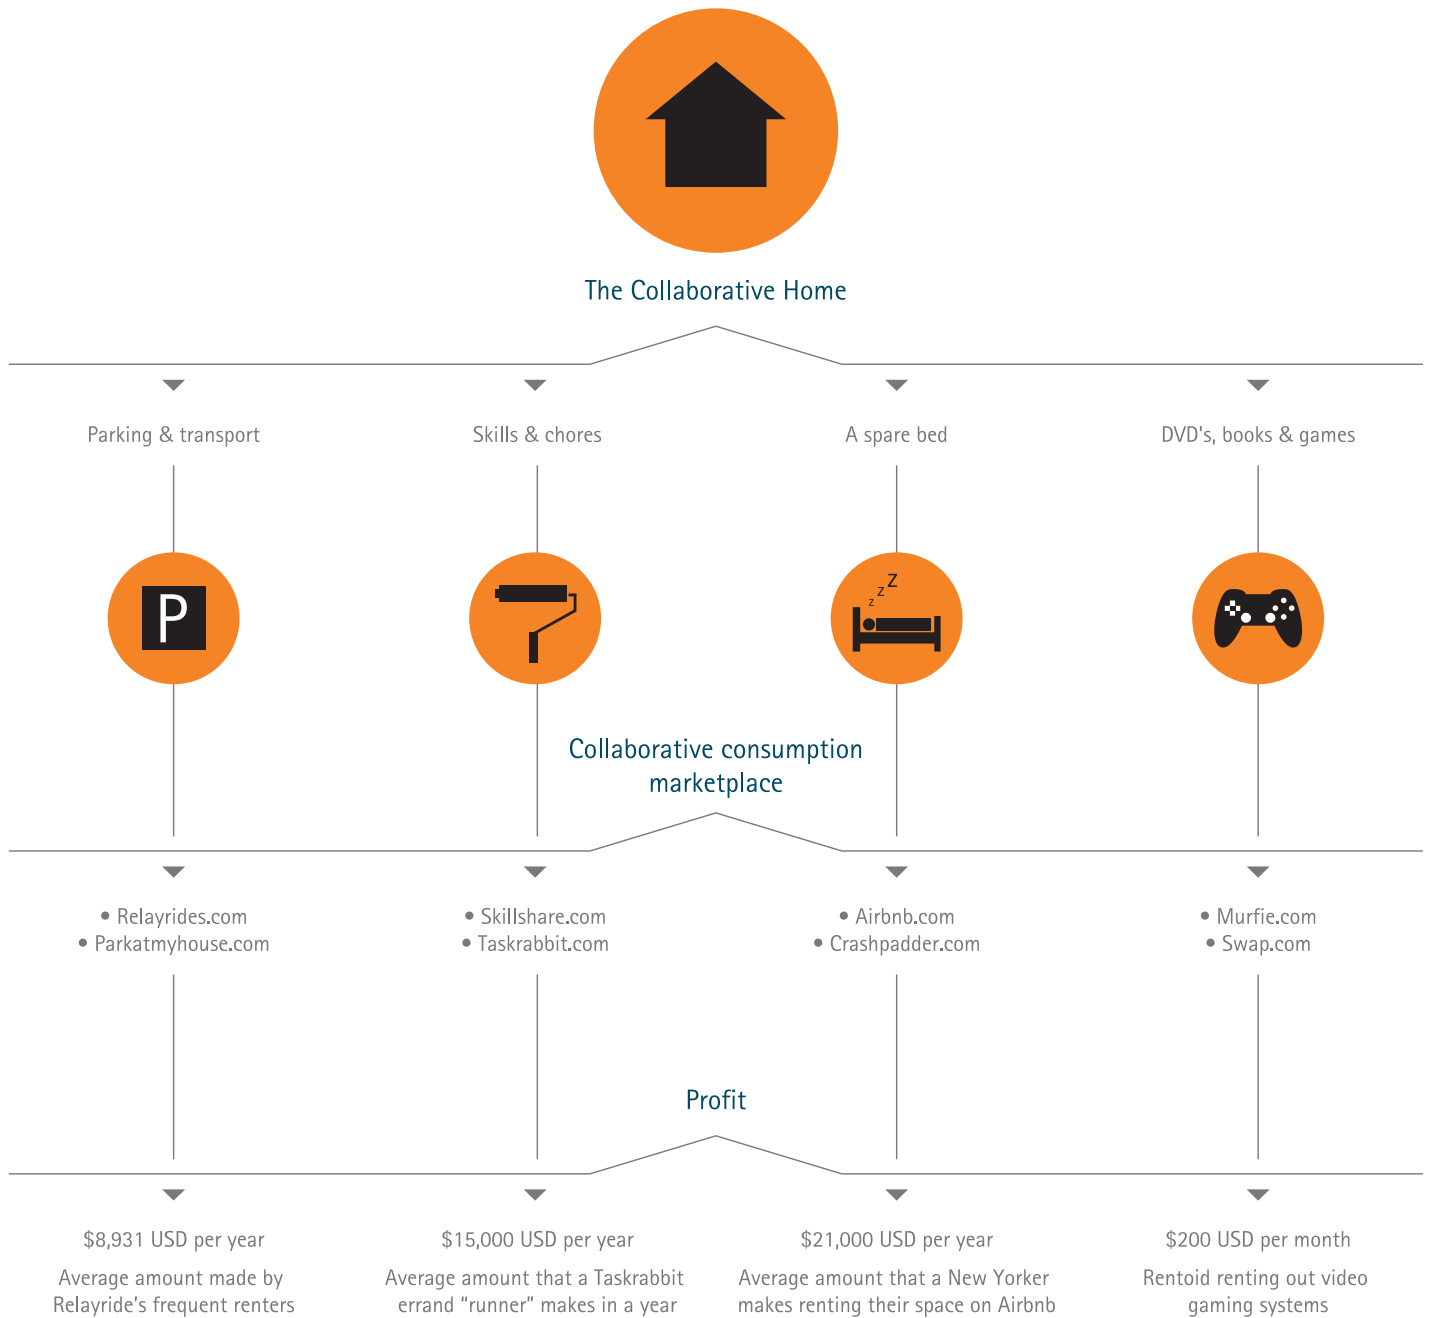 The Collaborative Home
Parking & transport
Skills & chores
A spare bed
DVD's, books & games
P
z z Z
Collaborative consumption
marketplace
• Relayrides.com
• Parkatmyhouse.com
• Skillshare.com
• Taskrabbit.com
• Airbnb.com
• Crashpadder.com
• Murfie.com
• Swap.com
Profit
$8,931 USD per year
Average amount made by
Relayride's frequent renters
$15,000 USD per year
Average amount that a Taskrabbit
errand “runner” makes in a year
$21,000 USD per year
Average amount that a New Yorker
makes renting their space on Airbnb
$200 USD per month
Rentoid renting out video
gaming systems